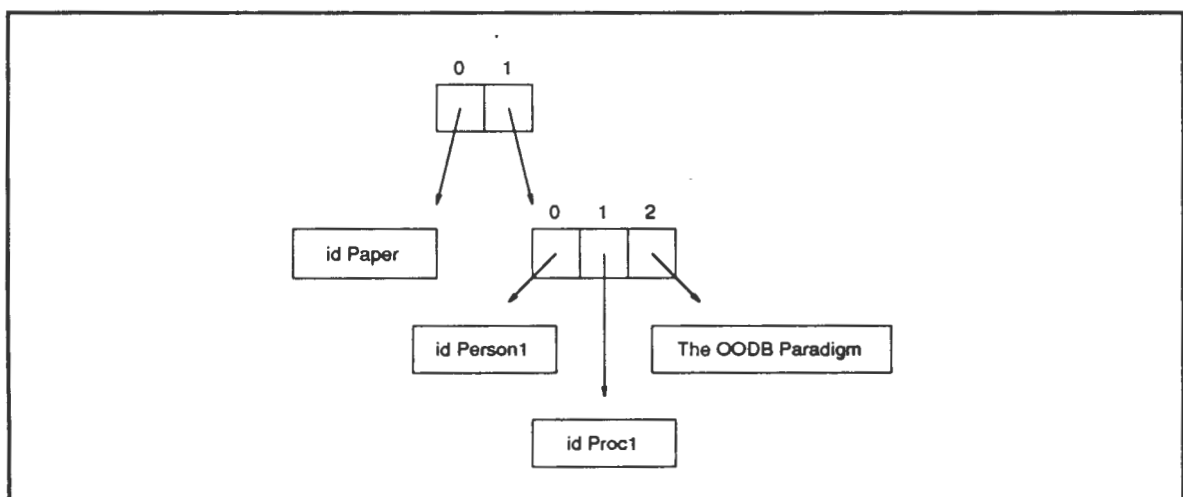 0 1
0 1 2
id Paper
id Person1
The OODB Paradigm
id Proc1